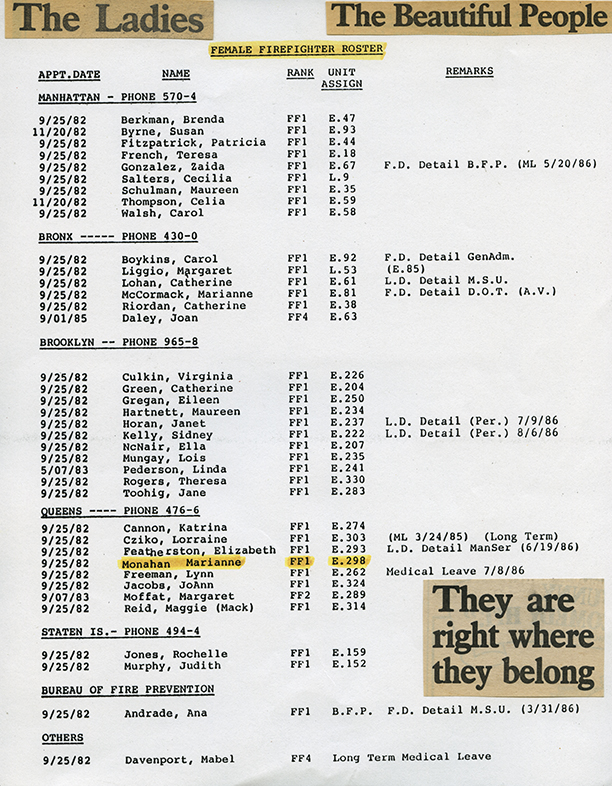 The Ladies
The Beautiful People
FEMALE FIREFIGHTER ROSTER
APPT.DATE NAME RANK UNIT ASSIGN REMARKS
MANHATTAN - PHONE 570-4
9/25/82 Berkman, Brenda FF1 E.47
11/20/82 Byrne, Susan FF1 E.93
9/25/82 Fitzpatrick, Patricia FF1 E.44
9/25/82 French, Teresa FF1 E.18
9/25/82 Gonzalez, Zaida FF1 E.67 F.D. Detail B.F.P. (ML 5/20/86)
9/25/82 Salters, Cecilia FF1 L.9
9/25/82 Schulman, Maureen FF1 E.35
11/20/82 Thompson, Celia FF1 E.59
9/25/82 Walsh, Carol FF1 E.58
BRONX ----- PHONE 430-0
9/25/82 Boykins, Carol FF1 E.92 F.D. Detail GenAdm.
9/25/82 Liggio, Margaret FF1 L.53 (E.85)
9/25/82 Lohan, Catherine FF1 E.61 L.D. Detail M.S.U.
9/25/82 McCormack, Marianne FF1 E.81 F.D. Detail D.O.T. (A.V.)
9/25/82 Riordan, Catherine FF1 E.38
9/01/85 Daley, Joan FF4 E.63
BROOKLYN -- PHONE 965-8
9/25/82 Culkin, Virginia FF1 E.226
9/25/82 Green, Catherine FF1 E.204
9/25/82 Gregan, Eileen FF1 E.250
9/25/82 Hartnett, Maureen FF1 E.234
9/25/82 Horan, Janet FF1 E.237 L.D. Detail (Per.) 7/9/86
9/25/82 Kelly, Sidney FF1 E.222 L.D. Detail (Per.) 8/6/86
9/25/82 NcNair, Ella FF1 E.207
9/25/82 Mungay, Lois FF1 E.235
5/07/83 Pederson, Linda FF1 E.241
9/25/82 Rogers, Theresa FF1 E.330
9/25/82 Toohig, Jane FF1 E.283
QUEENS ---- PHONE 476-6
9/25/82 Cannon, Katrina FF1 E.274
9/25/82 Cziko, Lorraine FF1 E.303 (ML 3/24/85) (Long Term)
9/25/82 Featherston, Elizabeth FF1 E.293 L.D. Detail ManSer (6/19/86)
9/25/82 Monahan Marianne FF1 E.298
9/25/82 Freeman, Lynn FF1 E.262 Medical Leave 7/8/86
9/25/82 Jacobs, JoAnn FF1 E.324
9/07/83 Moffat, Margaret FF2 E.289
9/25/82 Reid, Maggie (Mack) FF1 E.314
They are
right where
they belong
STATEN IS.- PHONE 494-4
9/25/82 Jones, Rochelle FF1 E.159
9/25/82 Murphy, Judith FF1 E.152
BUREAU OF FIRE PREVENTION
9/25/82 Andrade, Ana FF1 B.F.P. F.D. Detail M.S.U. (3/31/86)
OTHERS
9/25/82 Davenport, Mabel FF4 Long Term Medical Leave